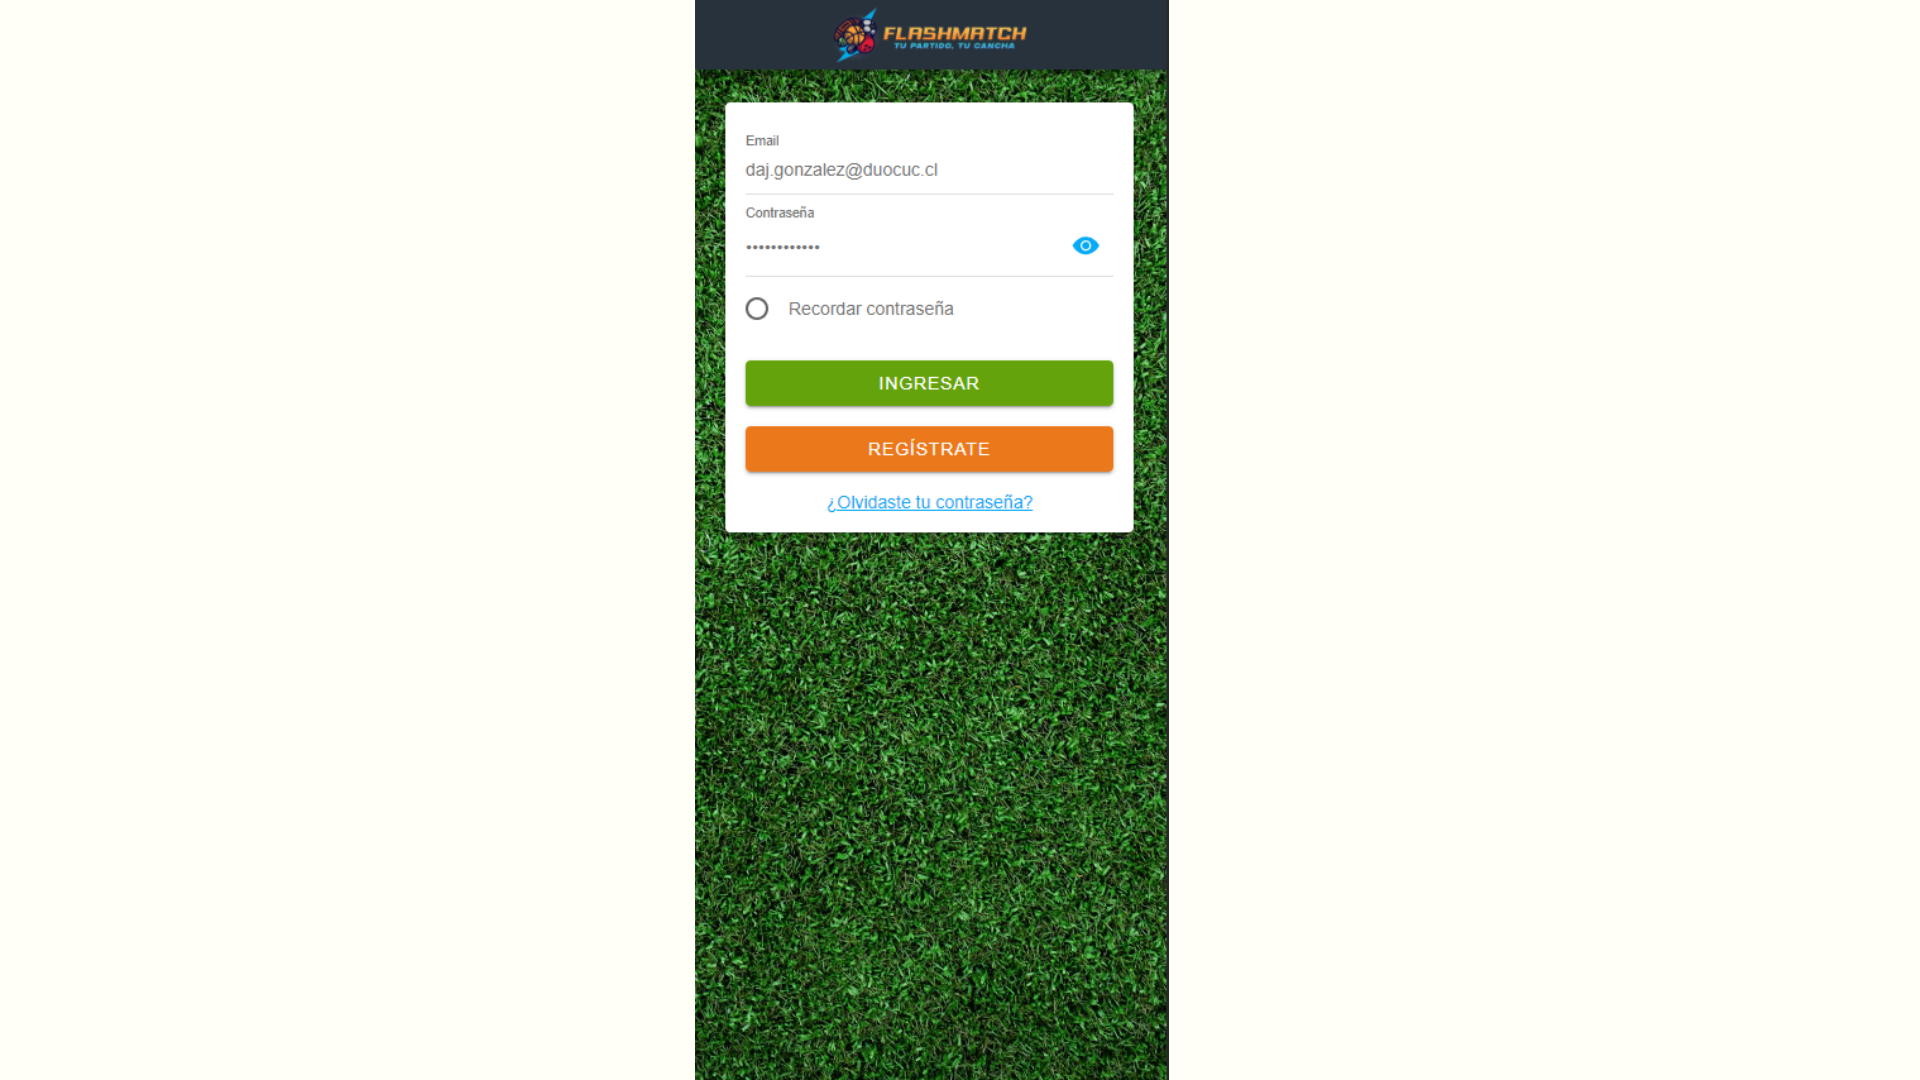 FLASHMATCH
TU PARTIDO, TU CANCHA
Email
daj.gonzalez@duocuc.cl
Contraseña
••••••••••••
Recordar contraseña
INGRESAR
REGÍSTRATE
¿Olvidaste tu contraseña?